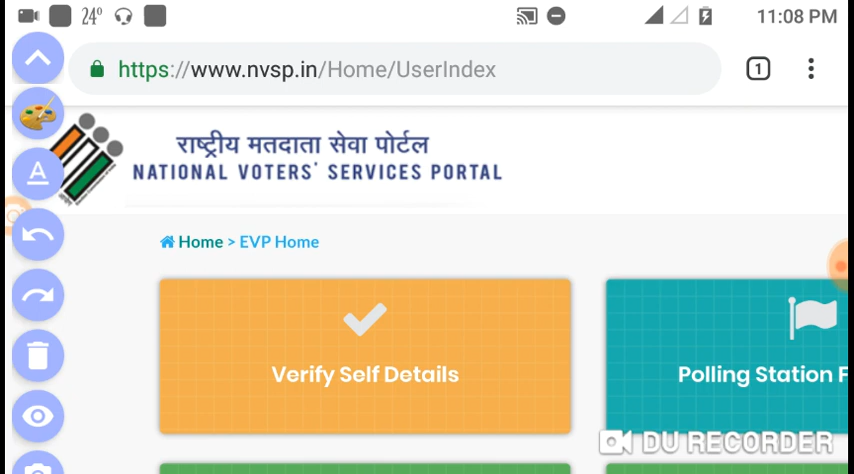 24°
11:08 PM
https://www.nvsp.in/Home/UserIndex
1
राष्ट्रीय मतदाता सेवा पोर्टल
NATIONAL VOTERS' SERVICES PORTAL
A
Home > EVP Home
Verify Self Details
Polling Station F
DU RECORDER